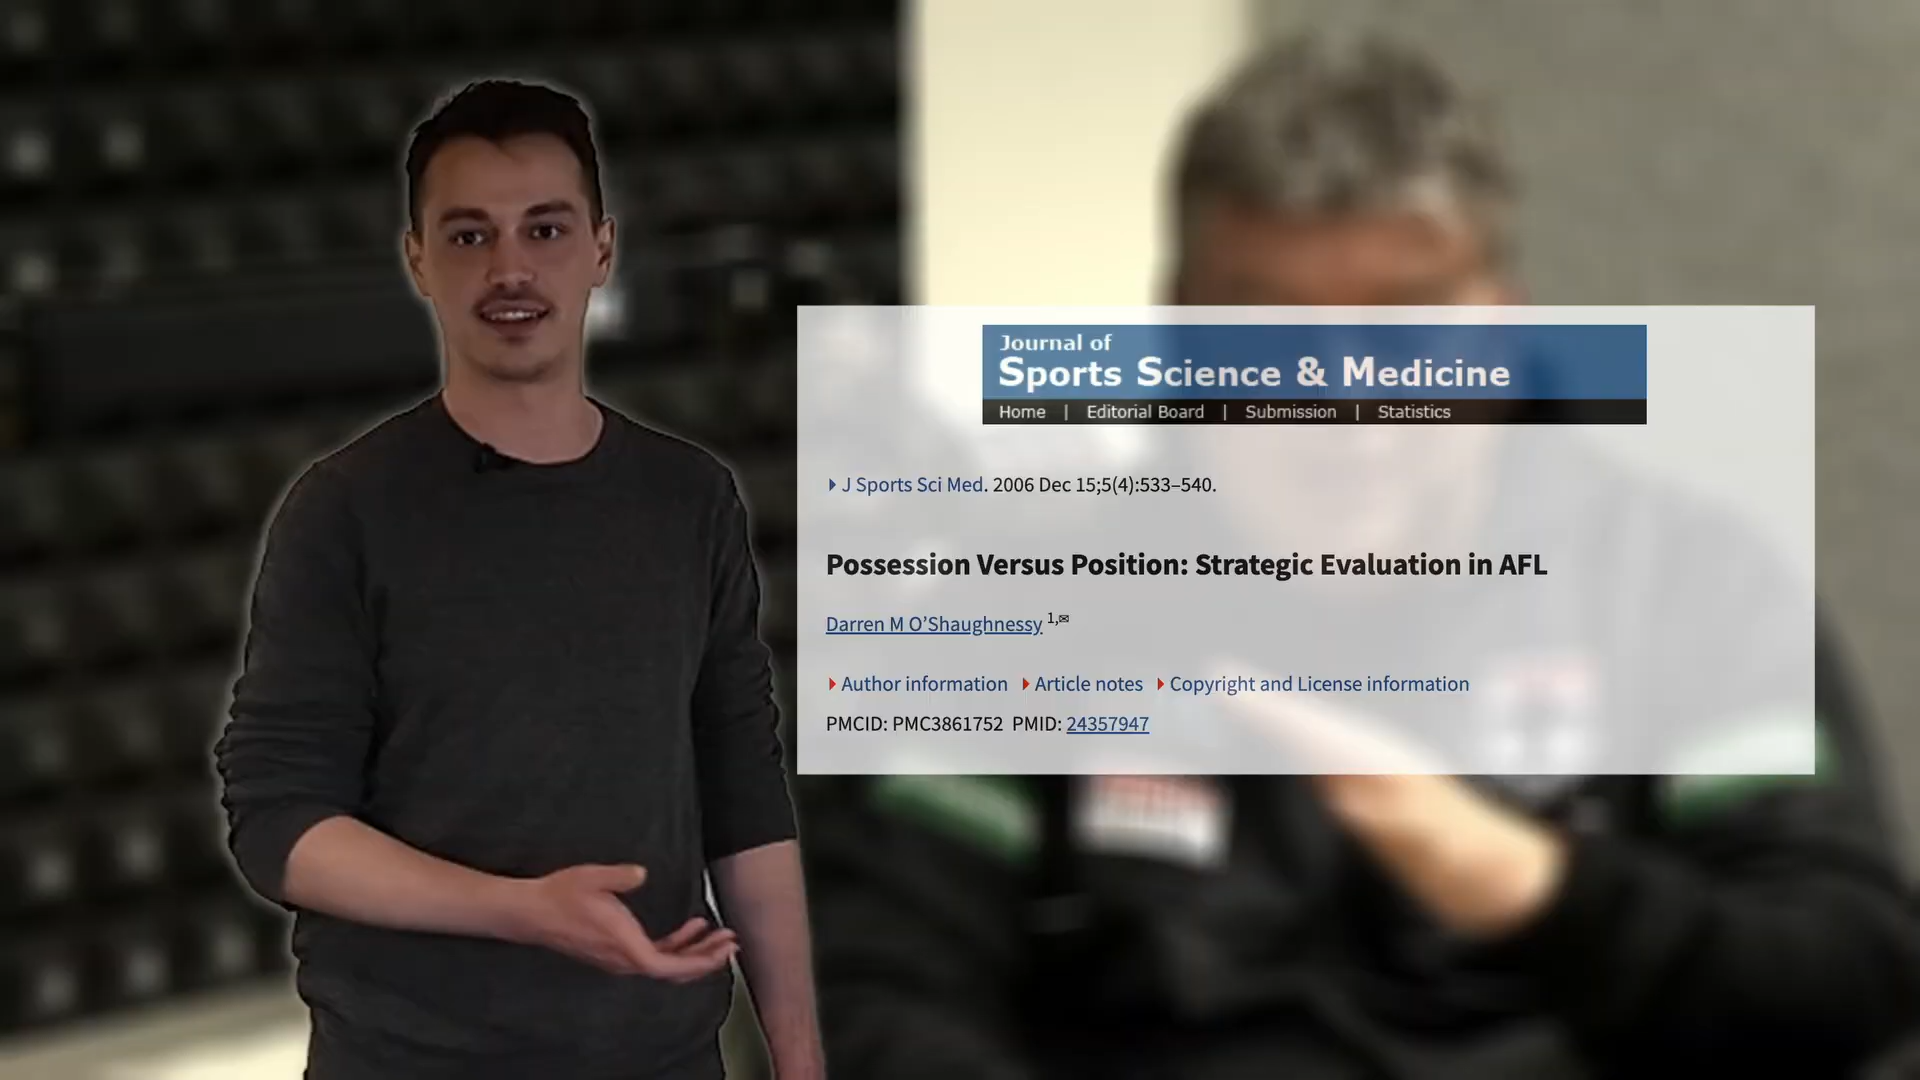 Journal of
Sports Science & Medicine
Home | Editorial Board | Submission | Statistics
J Sports Sci Med. 2006 Dec 15;5(4):533–540.
Possession Versus Position: Strategic Evaluation in AFL
Darren M O’Shaughnessy 1,✉
Author information Article notes Copyright and License information
PMCID: PMC3861752 PMID: 24357947